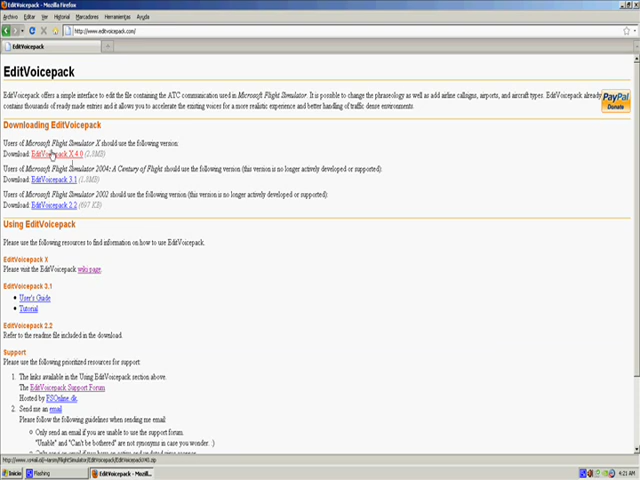 EditVoicepack - Mozilla Firefox
Archivo Editar Ver Historial Marcadores Herramientas Ayuda
http://www.editvoicepack.com/
EditVoicepack
EditVoicepack
EditVoicepack offers a simple interface to edit the file containing the ATC communication used in Microsoft Flight Simulator. It is possible to change the phraseology as well as add airline callsigns, airports, and aircraft types. EditVoicepack already
contains thousands of ready made entries and it allows you to accelerate the existing voices for a more realistic experience and better handling of traffic dense environments.
PayPal
Donate
Downloading EditVoicepack
Users of Microsoft Flight Simulator X should use the following version:
Download: EditVoicepack X 4.0 (2.8MB)
Users of Microsoft Flight Simulator 2004: A Century of Flight should use the following version (this version is no longer actively developed or supported):
Download: EditVoicepack 3.1 (1.8MB)
Users of Microsoft Flight Simulator 2002 should use the following version (this version is no longer actively developed or supported):
Download: EditVoicepack 2.2 (697 KB)
Using EditVoicepack
Please use the following resources to find information on how to use EditVoicepack.
EditVoicepack X
Please visit the EditVoicepack wiki page.
EditVoicepack 3.1
• User's Guide
• Tutorial
EditVoicepack 2.2
Refer to the readme file included in the download.
Support
Please use the following prioritized resources for support:
1. The links available in the Using EditVoicepack section above.
The EditVoicepack Support Forum
Hosted by FSOnline.dk
2. Send me an email
Please follow the following guidelines when sending me email:
Only send an email if you are unable to use the support forum.
"Unable" and "Can't be bothered" are not synonyms in case you wonder. :)
Inicio Flashing EditVoicepack - Mozill... 4:21 AM